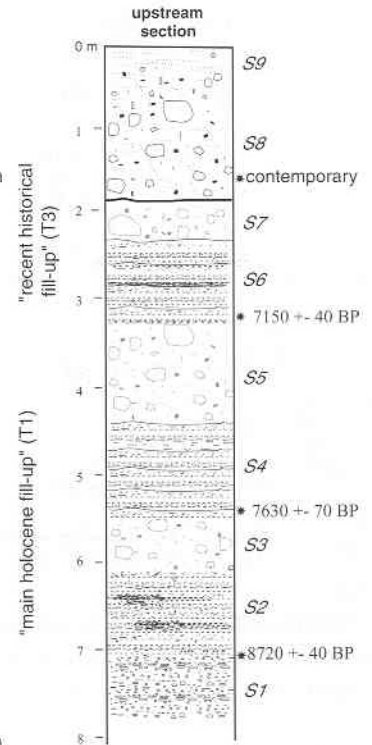 upstream
section
0 m
S9
1
S8
contemporary
2
S7
"recent historical
fill-up" (T3)
S6
3
* 7150 +- 40 BP
S5
4
"main holocene fill-up" (T1)
S4
5
* 7630 +- 70 BP
S3
6
S2
7
*8720 +- 40 BP
S1
8